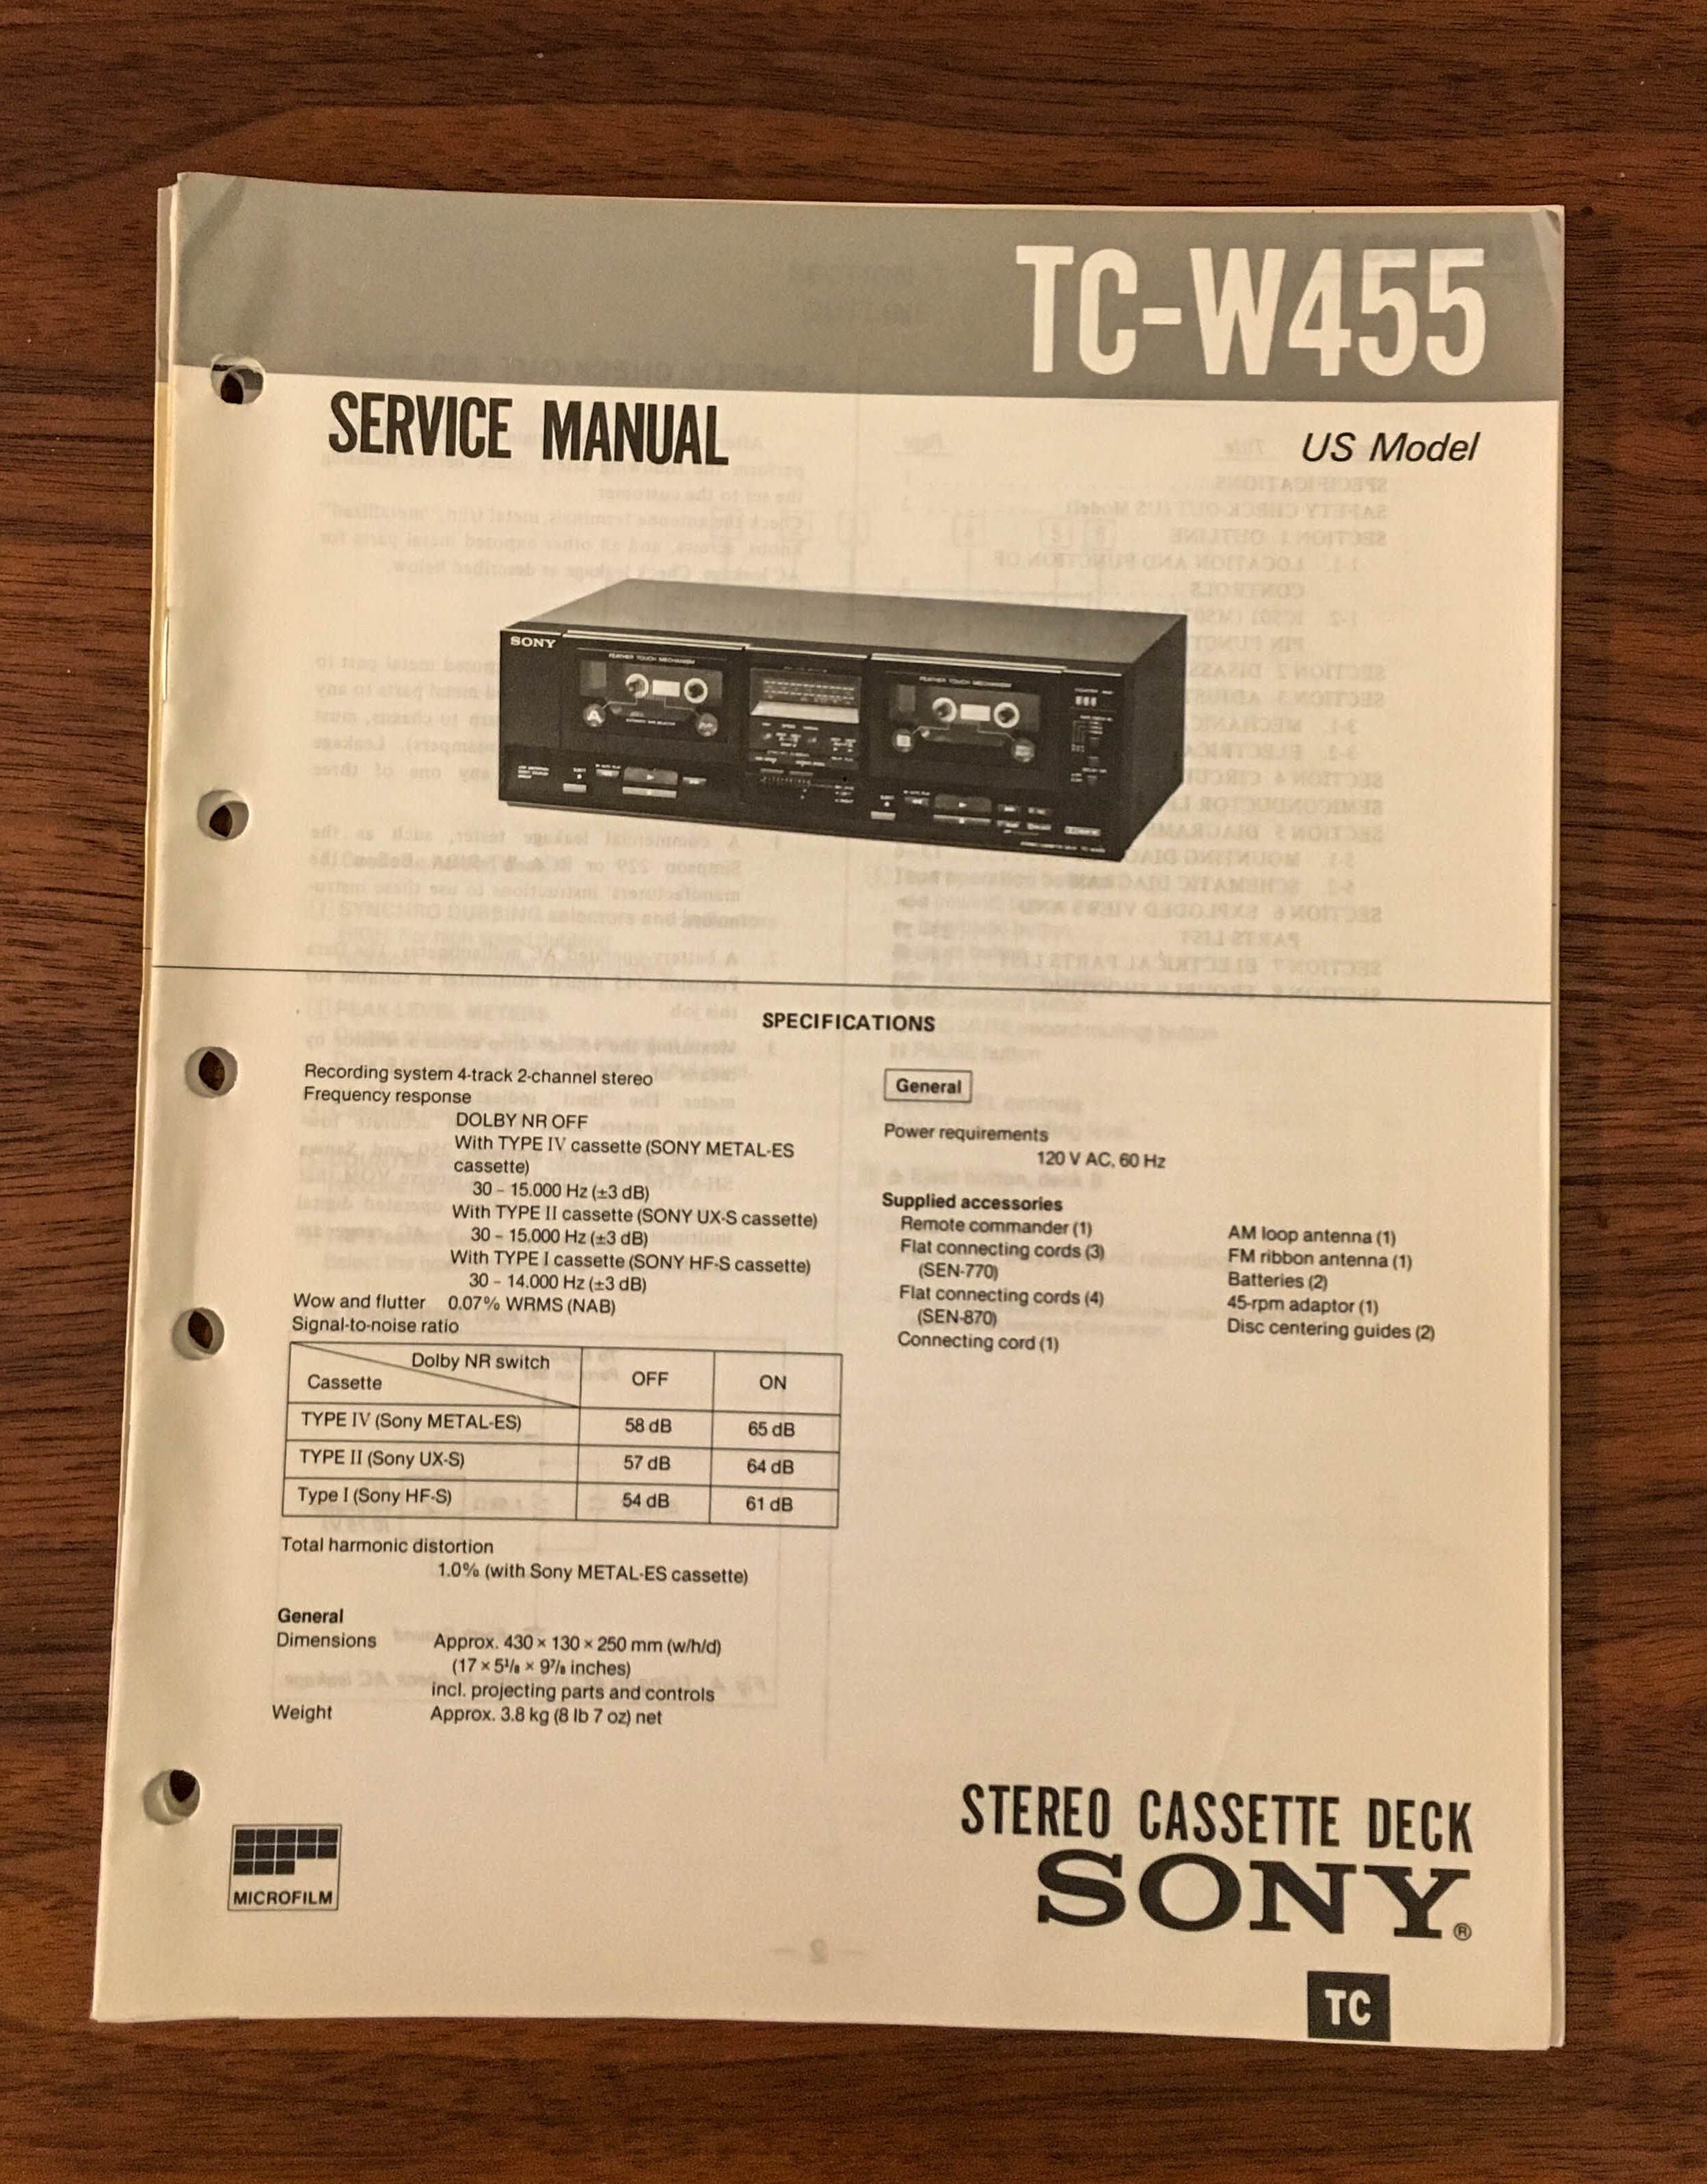 TC-W455
SERVICE MANUAL
US Model
SONY
FEATHER TOUCH MECHANISM
FEATHER TOUCH MECHANISM
A
SPECIFICATIONS
Recording system 4-track 2-channel stereo
Frequency response
DOLBY NR OFF
With TYPE IV cassette (SONY METAL-ES
cassette)
30 – 15.000 Hz (±3 dB)
With TYPE II cassette (SONY UX-S cassette)
30 – 15.000 Hz (±3 dB)
With TYPE I cassette (SONY HF-S cassette)
30 – 14.000 Hz (±3 dB)
Wow and flutter 0.07% WRMS (NAB)
Signal-to-noise ratio
Dolby NR switch
Cassette
OFF ON
TYPE IV (Sony METAL-ES) 58 dB 65 dB
TYPE II (Sony UX-S) 57 dB 64 dB
Type I (Sony HF-S) 54 dB 61 dB
Total harmonic distortion
1.0% (with Sony METAL-ES cassette)
General
Dimensions Approx. 430 × 130 × 250 mm (w/h/d)
(17 × 5¹/₈ × 9⁷/₈ inches)
incl. projecting parts and controls
Weight Approx. 3.8 kg (8 lb 7 oz) net
General
Power requirements
120 V AC, 60 Hz
Supplied accessories
Remote commander (1)
Flat connecting cords (3)
(SEN-770)
Flat connecting cords (4)
(SEN-870)
Connecting cord (1)
AM loop antenna (1)
FM ribbon antenna (1)
Batteries (2)
45-rpm adaptor (1)
Disc centering guides (2)
MICROFILM
STEREO CASSETTE DECK
SONY®
TC